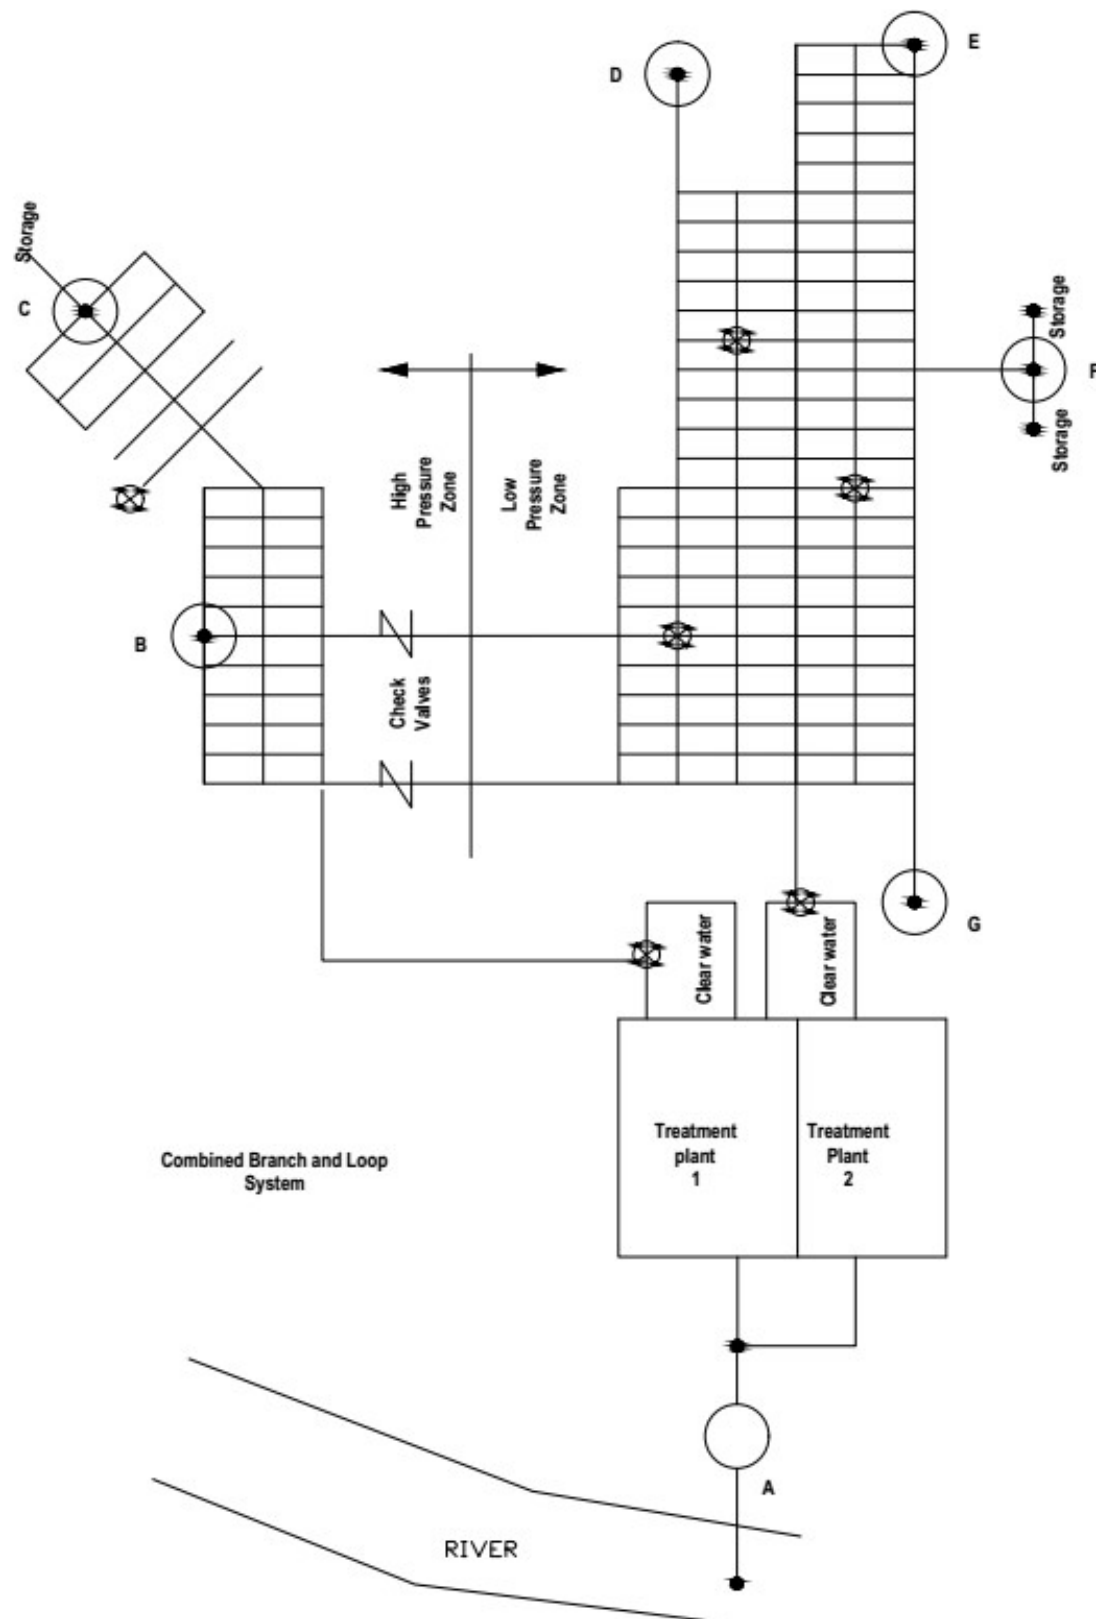 E
D
Storage
C
Storage
F
Storage
High
Pressure
Zone
Low
Pressure
Zone
B
Check
Valves
G
Clear water
Clear water
Treatment
plant
1
Treatment
Plant
2
Combined Branch and Loop
System
A
RIVER